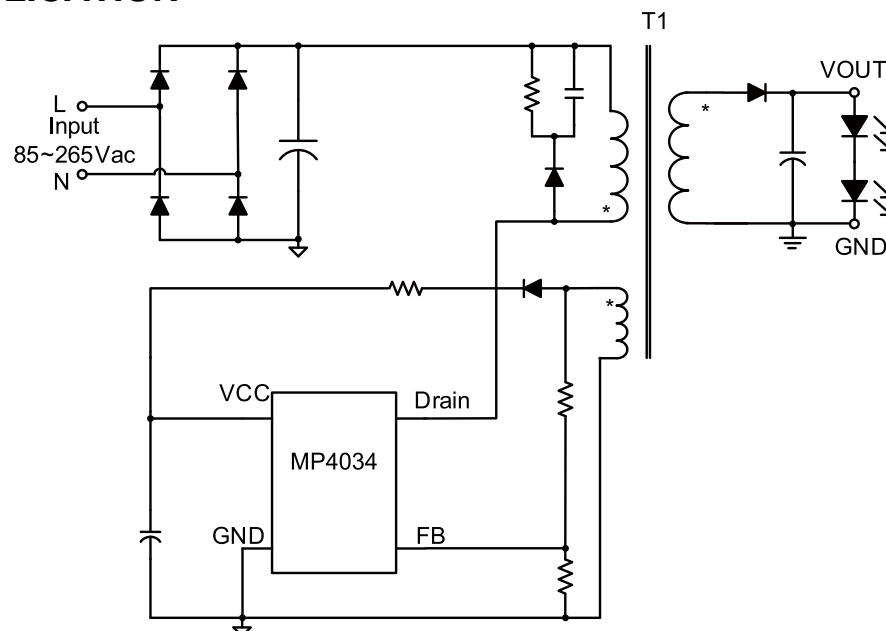 T1
VOUT
L
Input
85~265Vac
N
*
*
GND
*
VCC
Drain
MP4034
GND
FB